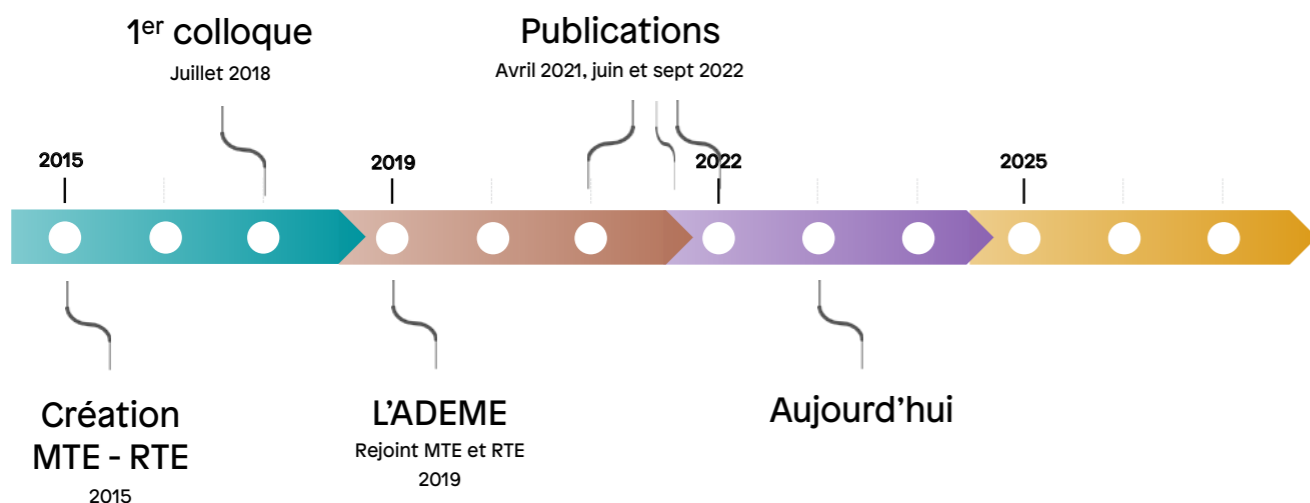 1er colloque
Juillet 2018
Publications
Avril 2021, juin et sept 2022
2015
2019
2022
2025
Création
MTE - RTE
2015
L'ADEME
Rejoint MTE et RTE
2019
Aujourd'hui